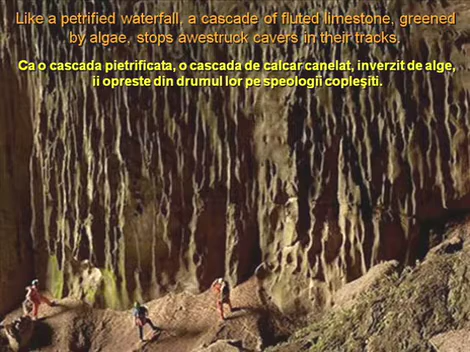 Like a petrified waterfall, a cascade of fluted limestone, greened
by algae, stops awestruck cavers in their tracks.
Ca o cascada pietrificata, o cascada de calcar canelat, inverzit de alge,
ii opreste din drumul lor pe speologii copleşiti.